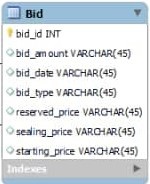 Bid
bid_id INT
bid_amount VARCHAR(45)
bid_date VARCHAR(45)
bid_type VARCHAR(45)
reserved_price VARCHAR(45)
sealing_price VARCHAR(45)
starting_price VARCHAR(45)
Indexes